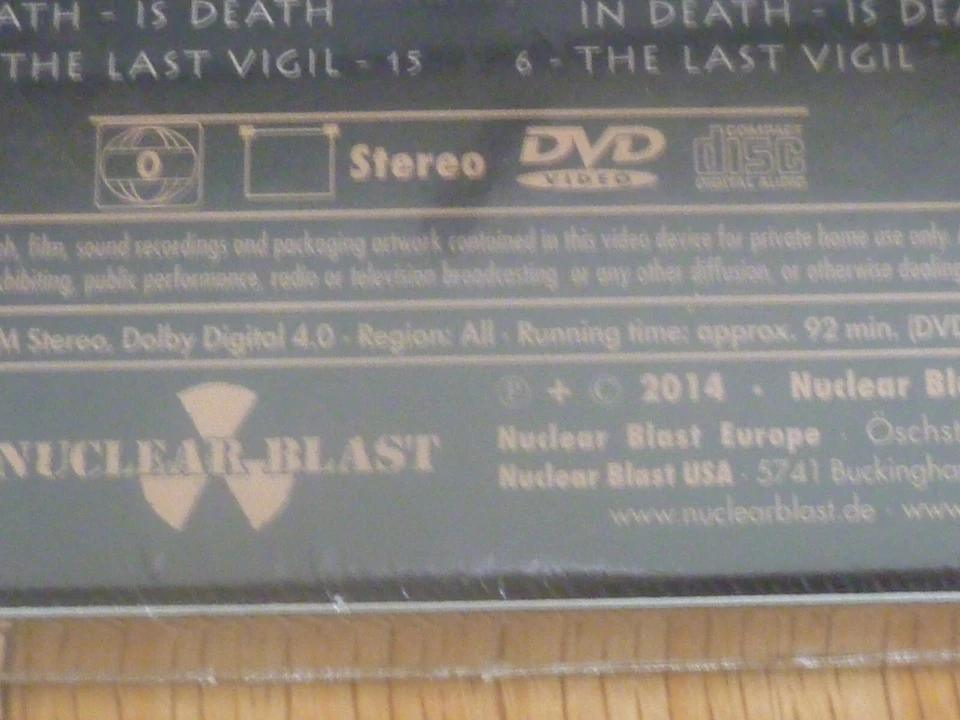 ATH - IS DEATH
IN DEATH - IS DEA
THE LAST VIGIL - 15
6 - THE LAST VIGIL
0
Stereo
DVD
VIDEO
COMPACT
disc
DIGITAL AUDIO
ph, film, sound recordings and packaging artwork contained in this video device for private home use only.
hibiting, public performance, radio or television broadcasting or any other diffusion, or otherwise dealing
M Stereo, Dolby Digital 4.0 · Region: All · Running time: approx. 92 min. (DVD
NUCLEAR BLAST
℗ + © 2014 · Nuclear Bl
Nuclear Blast Europe · Öschst
Nuclear Blast USA · 5741 Buckingha
www.nuclearblast.de · www